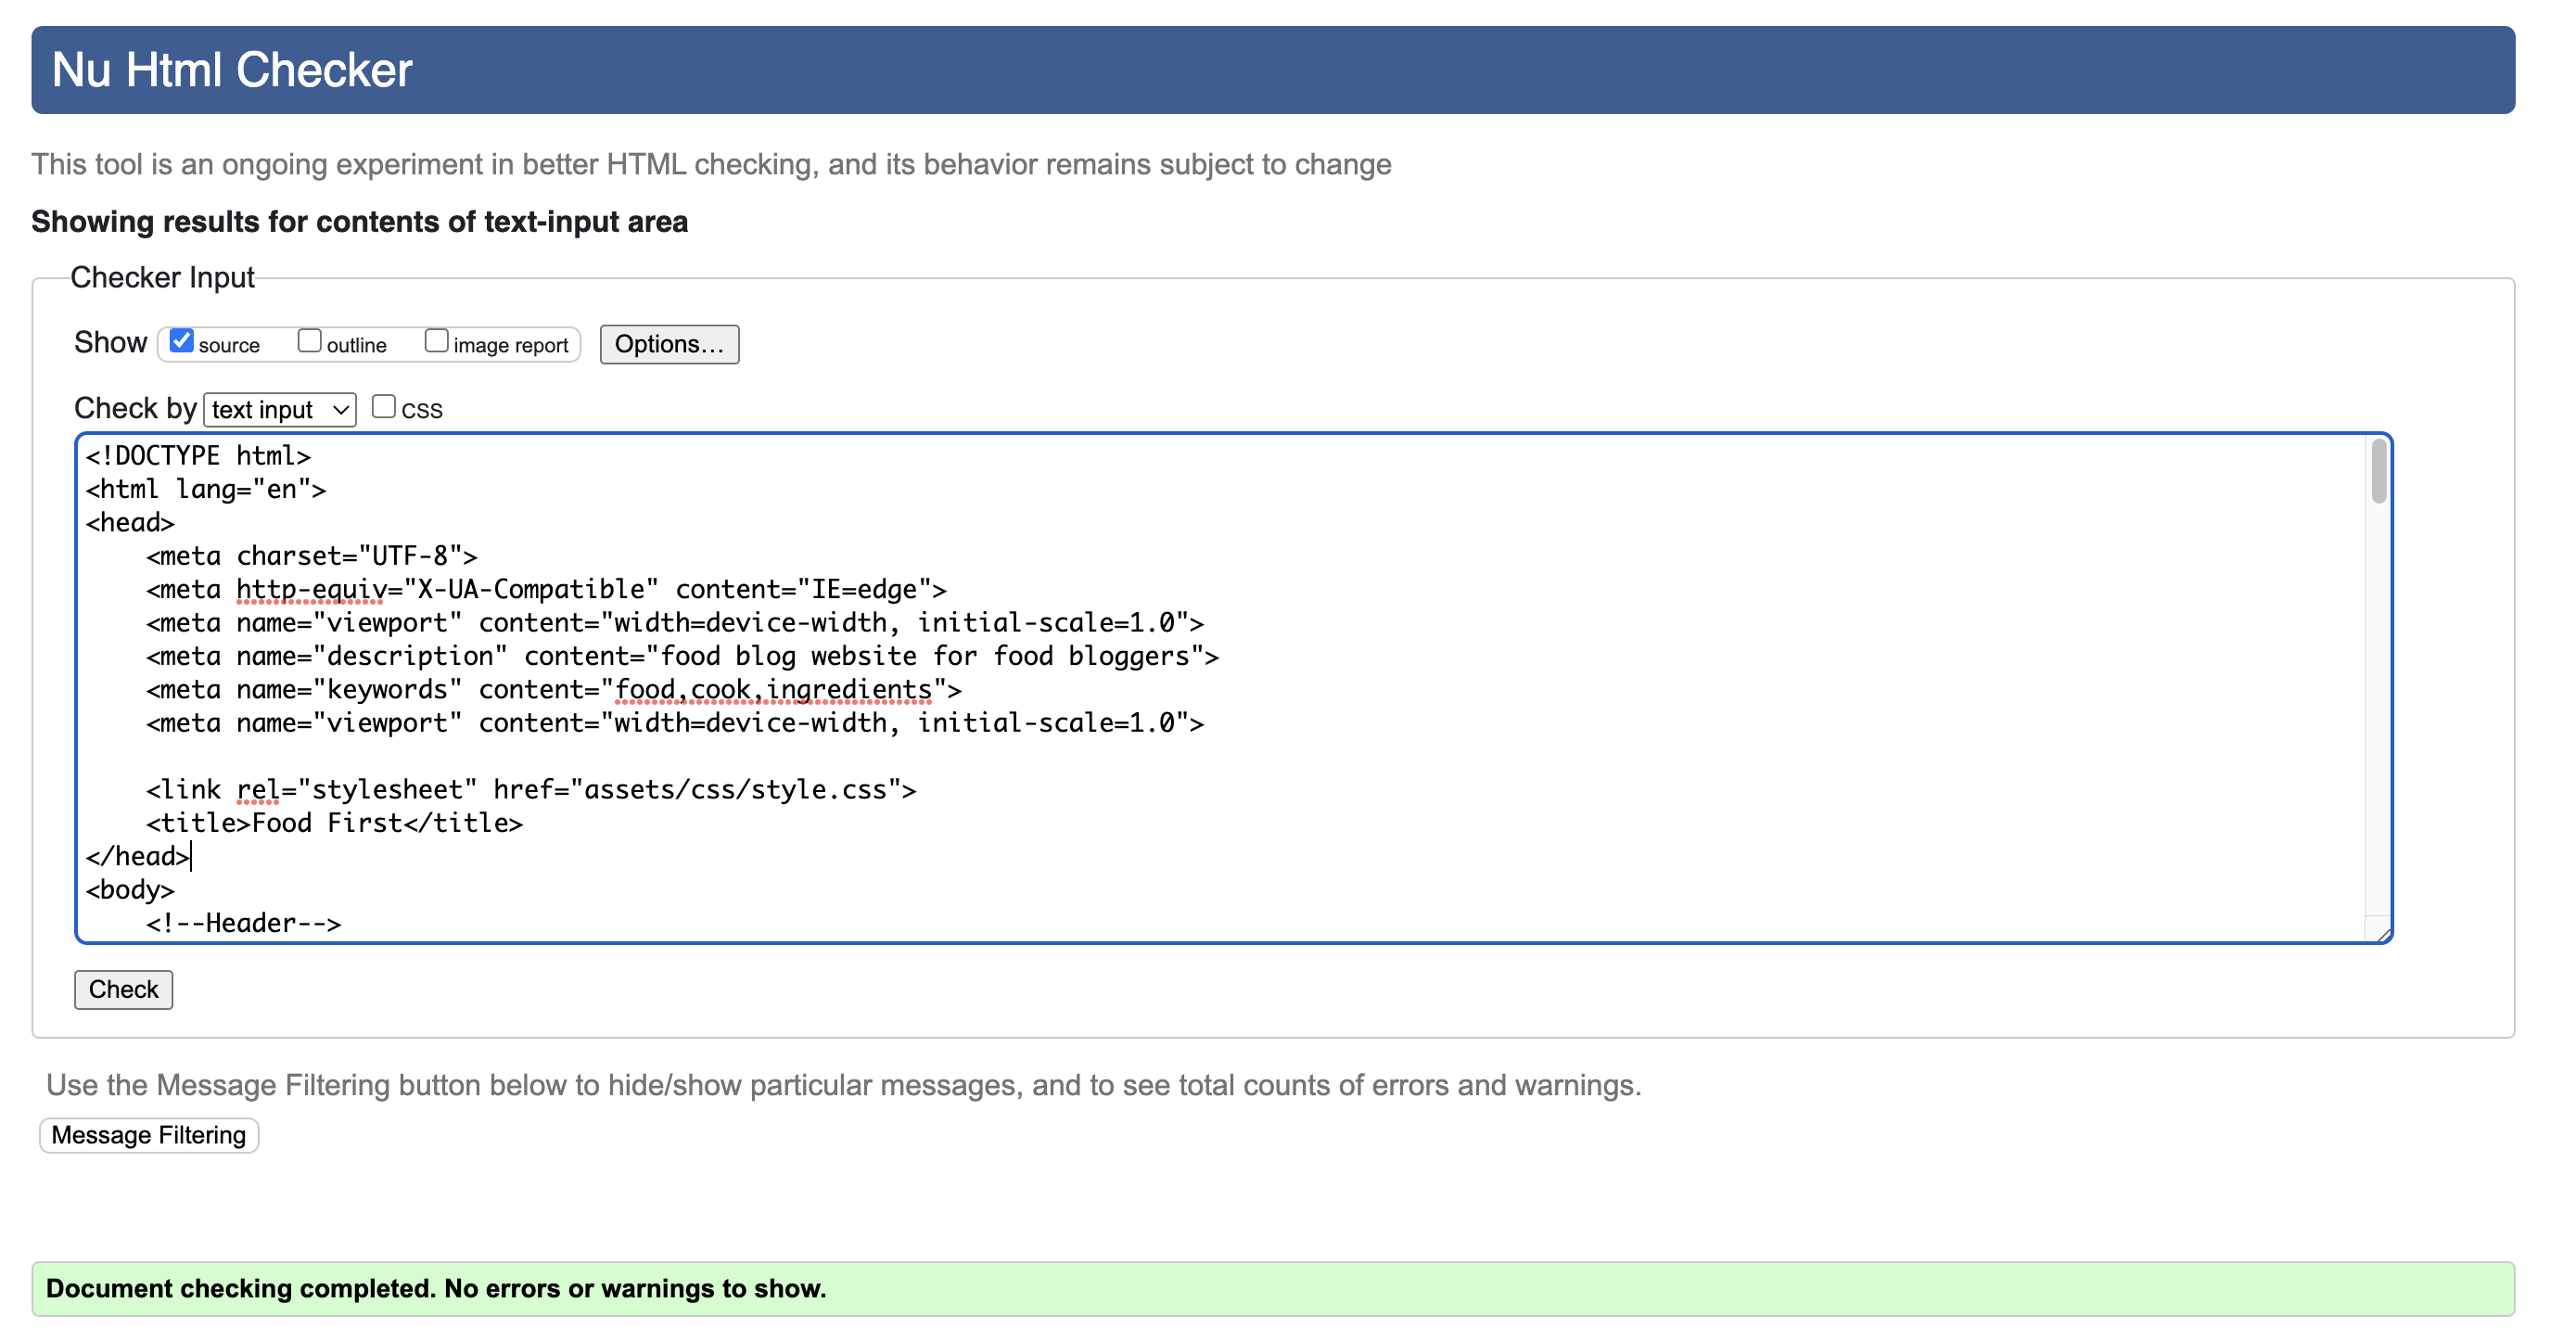 Nu Html Checker
This tool is an ongoing experiment in better HTML checking, and its behavior remains subject to change
Showing results for contents of text-input area
Checker Input
Show source outline image report Options...
Check by text input CSS
<!DOCTYPE html>
<html lang="en">
<head>
    <meta charset="UTF-8">
    <meta http-equiv="X-UA-Compatible" content="IE=edge">
    <meta name="viewport" content="width=device-width, initial-scale=1.0">
    <meta name="description" content="food blog website for food bloggers">
    <meta name="keywords" content="food,cook,ingredients">
    <meta name="viewport" content="width=device-width, initial-scale=1.0">
    <link rel="stylesheet" href="assets/css/style.css">
    <title>Food First</title>
</head>
<body>
    <!--Header-->
Check
Use the Message Filtering button below to hide/show particular messages, and to see total counts of errors and warnings.
Message Filtering
Document checking completed. No errors or warnings to show.